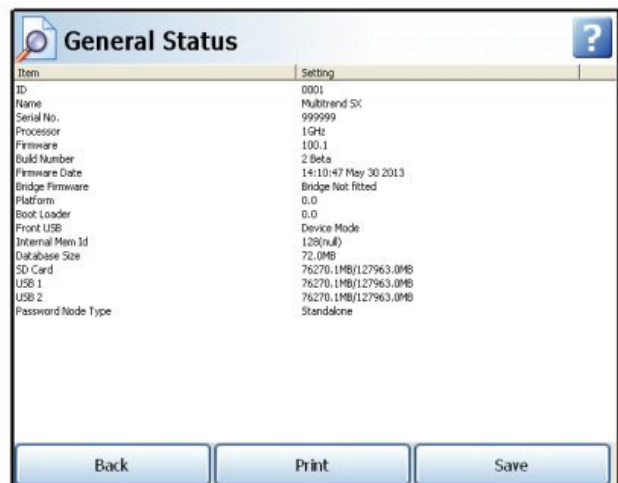 General Status
?
Item Setting
ID 0001
Name Multitrend SX
Serial No. 999999
Processor 1GHz
Firmware 100.1
Build Number 2 Beta
Firmware Date 14:10:47 May 30 2013
Bridge Firmware Bridge Not fitted
Platform 0.0
Boot Loader 0.0
Front USB Device Mode
Internal Mem Id 128(null)
Database Size 72.0MB
SD Card 76270.1MB/127963.0MB
USB 1 76270.1MB/127963.0MB
USB 2 76270.1MB/127963.0MB
Password Node Type Standalone
Back Print Save